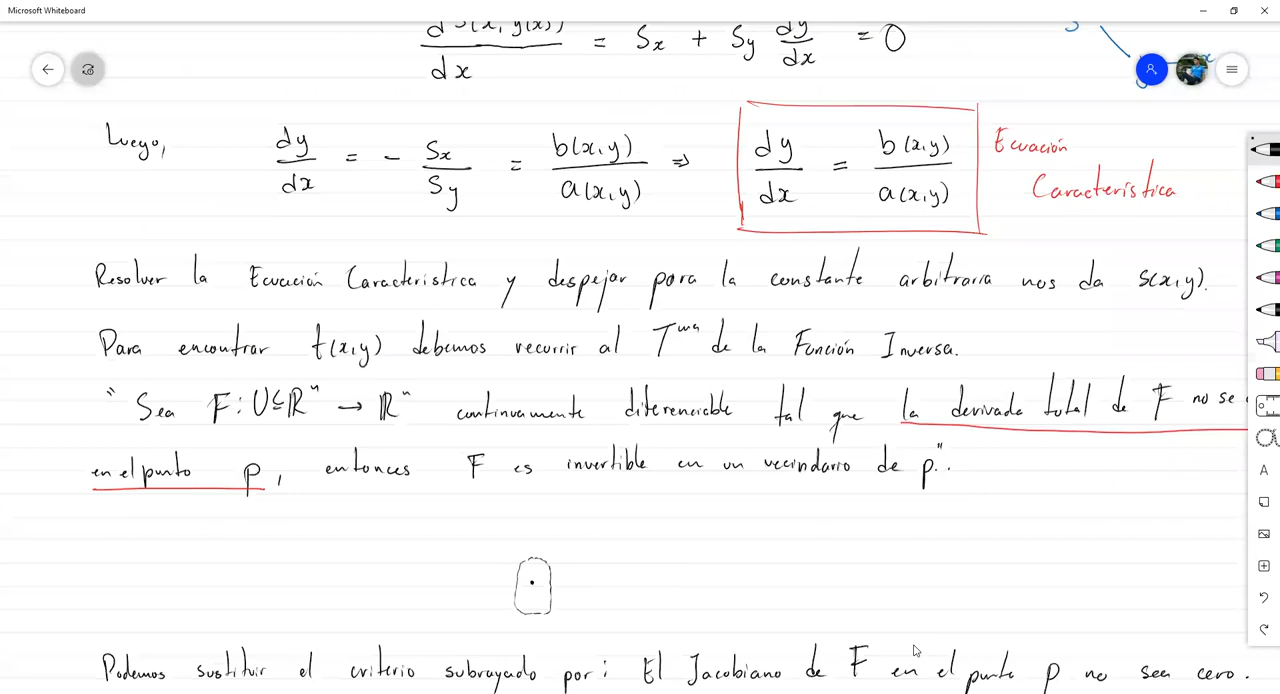 Microsoft Whiteboard
d S(x, y(x)) / dx = Sx + Sy dy/dx = 0
Luego, dy/dx = - Sx/Sy = b(x,y)/a(x,y) ⇒ dy/dx = b(x,y)/a(x,y) Ecuación
Característica
Resolver la Ecuación Característica y despejar para la constante arbitraria nos da s(x,y).
Para encontrar t(x,y) debemos recurrir al Tma de la Función Inversa.
"Sea F: U⊆ℝⁿ → ℝⁿ continuamente diferenciable tal que la derivada total de F no se
en el punto p, entonces F es invertible en un vecindario de p".
Podemos sustituir el criterio subrayado por: El Jacobiano de F en el punto p no sea cero.